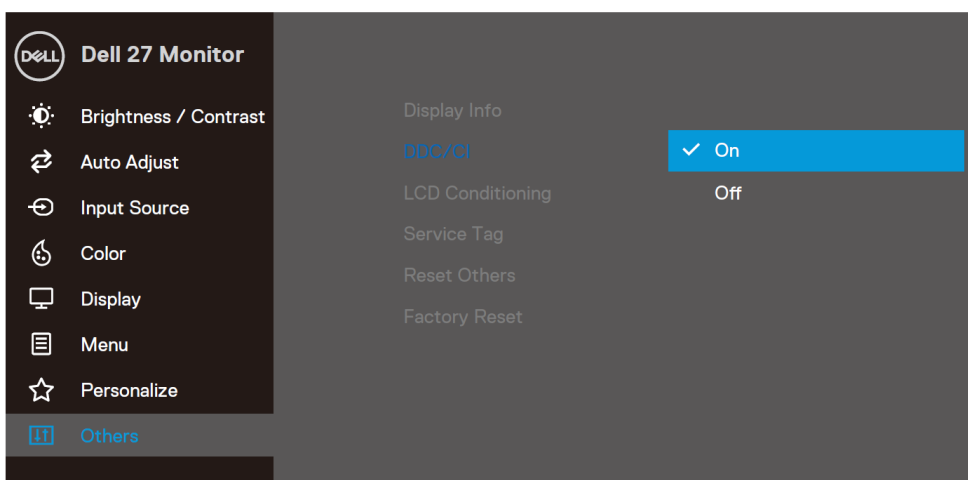 DELL
Dell 27 Monitor
Brightness / Contrast
Auto Adjust
Input Source
Color
Display
Menu
Personalize
Others
Display Info
DDC/CI
LCD Conditioning
Service Tag
Reset Others
Factory Reset
On
Off